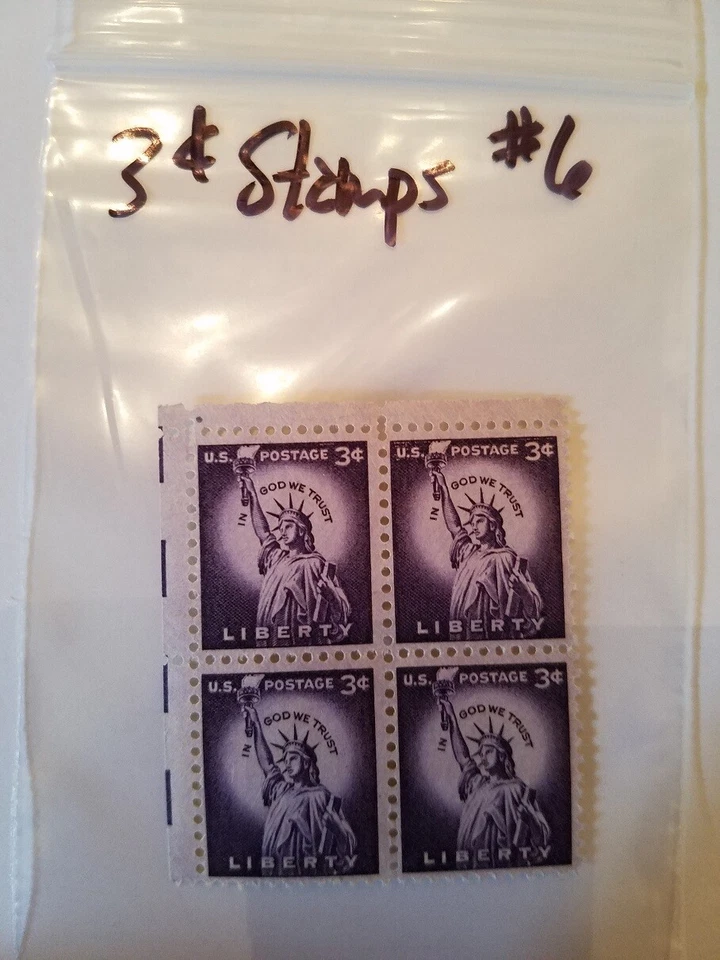 3¢ Stamps #6
U.S. POSTAGE 3¢ U.S. POSTAGE 3¢
IN GOD WE TRUST IN GOD WE TRUST
LIBERTY LIBERTY
U.S. POSTAGE 3¢ U.S. POSTAGE 3¢
IN GOD WE TRUST IN GOD WE TRUST
LIBERTY LIBERTY